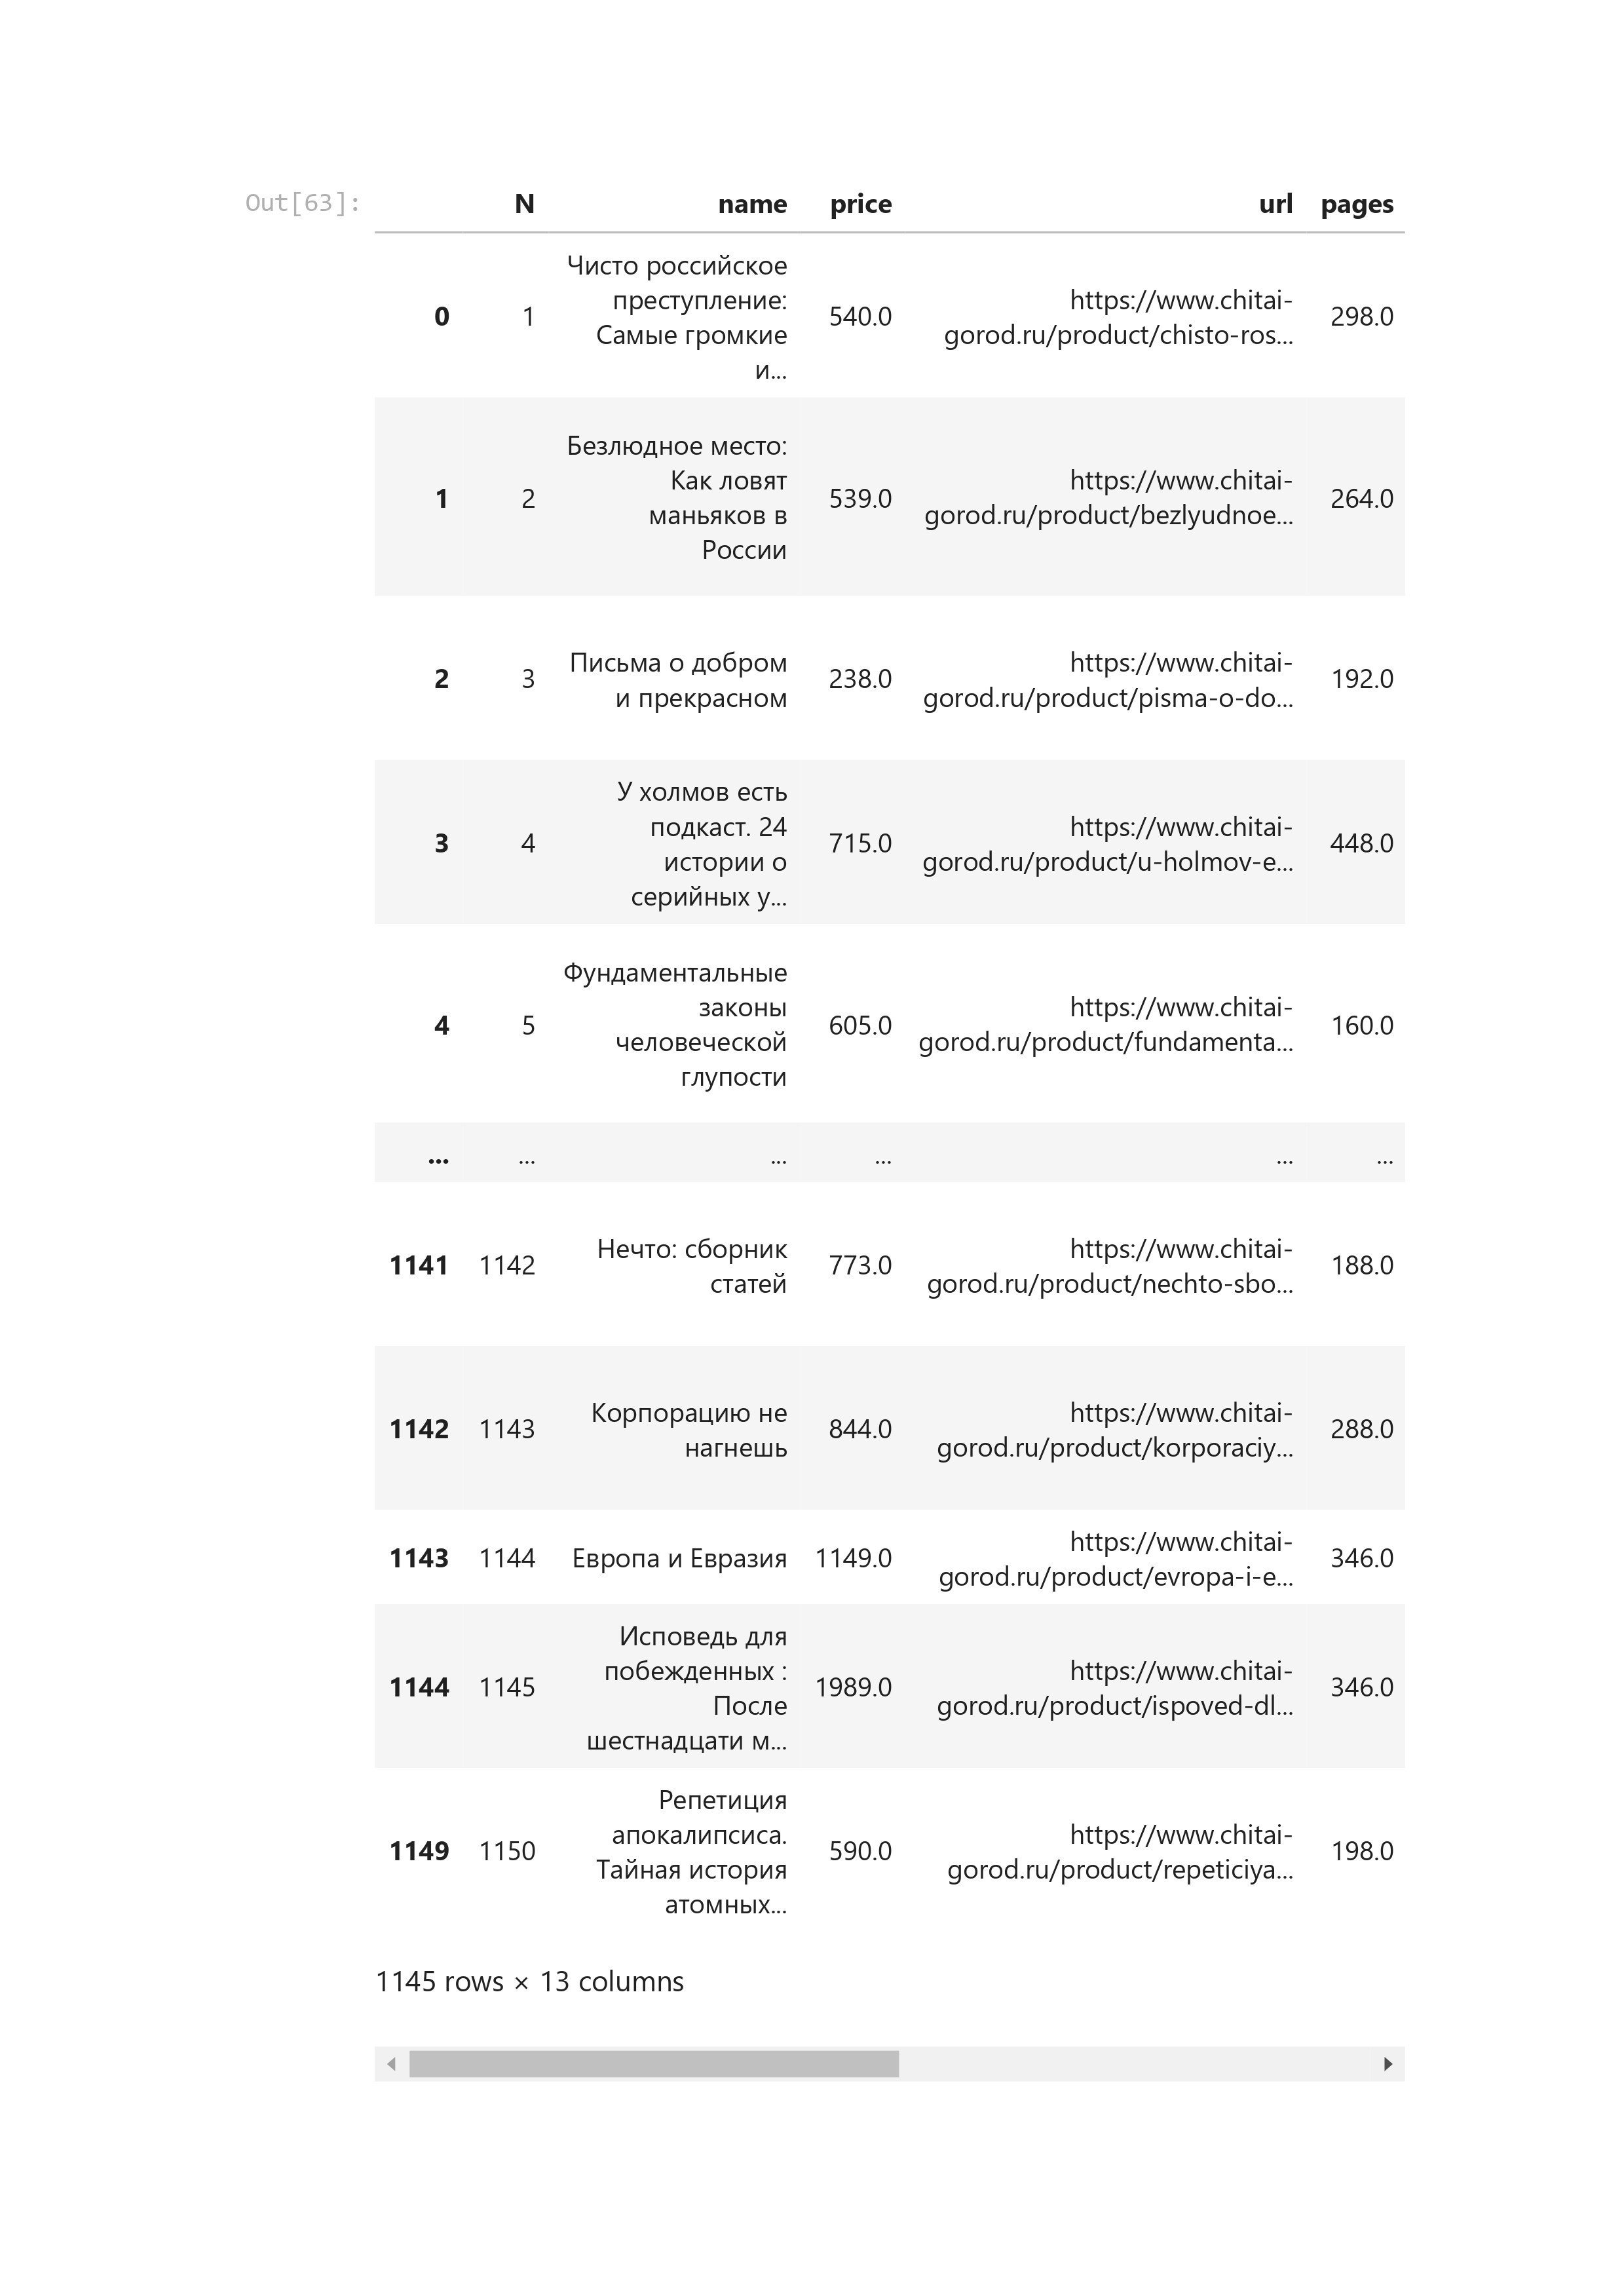 Out[63]:
N name price url pages
0 1 Чисто российское преступление: Самые громкие и... 540.0 https://www.chitai-gorod.ru/product/chisto-ros... 298.0
1 2 Безлюдное место: Как ловят маньяков в России 539.0 https://www.chitai-gorod.ru/product/bezlyudnoe... 264.0
2 3 Письма о добром и прекрасном 238.0 https://www.chitai-gorod.ru/product/pisma-o-do... 192.0
3 4 У холмов есть подкаст. 24 истории о серийных у... 715.0 https://www.chitai-gorod.ru/product/u-holmov-e... 448.0
4 5 Фундаментальные законы человеческой глупости 605.0 https://www.chitai-gorod.ru/product/fundamenta... 160.0
... ... ... ... ... ...
1141 1142 Нечто: сборник статей 773.0 https://www.chitai-gorod.ru/product/nechto-sbo... 188.0
1142 1143 Корпорацию не нагнешь 844.0 https://www.chitai-gorod.ru/product/korporaciy... 288.0
1143 1144 Европа и Евразия 1149.0 https://www.chitai-gorod.ru/product/evropa-i-e... 346.0
1144 1145 Исповедь для побежденных : После шестнадцати м... 1989.0 https://www.chitai-gorod.ru/product/ispoved-dl... 346.0
1149 1150 Репетиция апокалипсиса. Тайная история атомных... 590.0 https://www.chitai-gorod.ru/product/repeticiya... 198.0
1145 rows × 13 columns